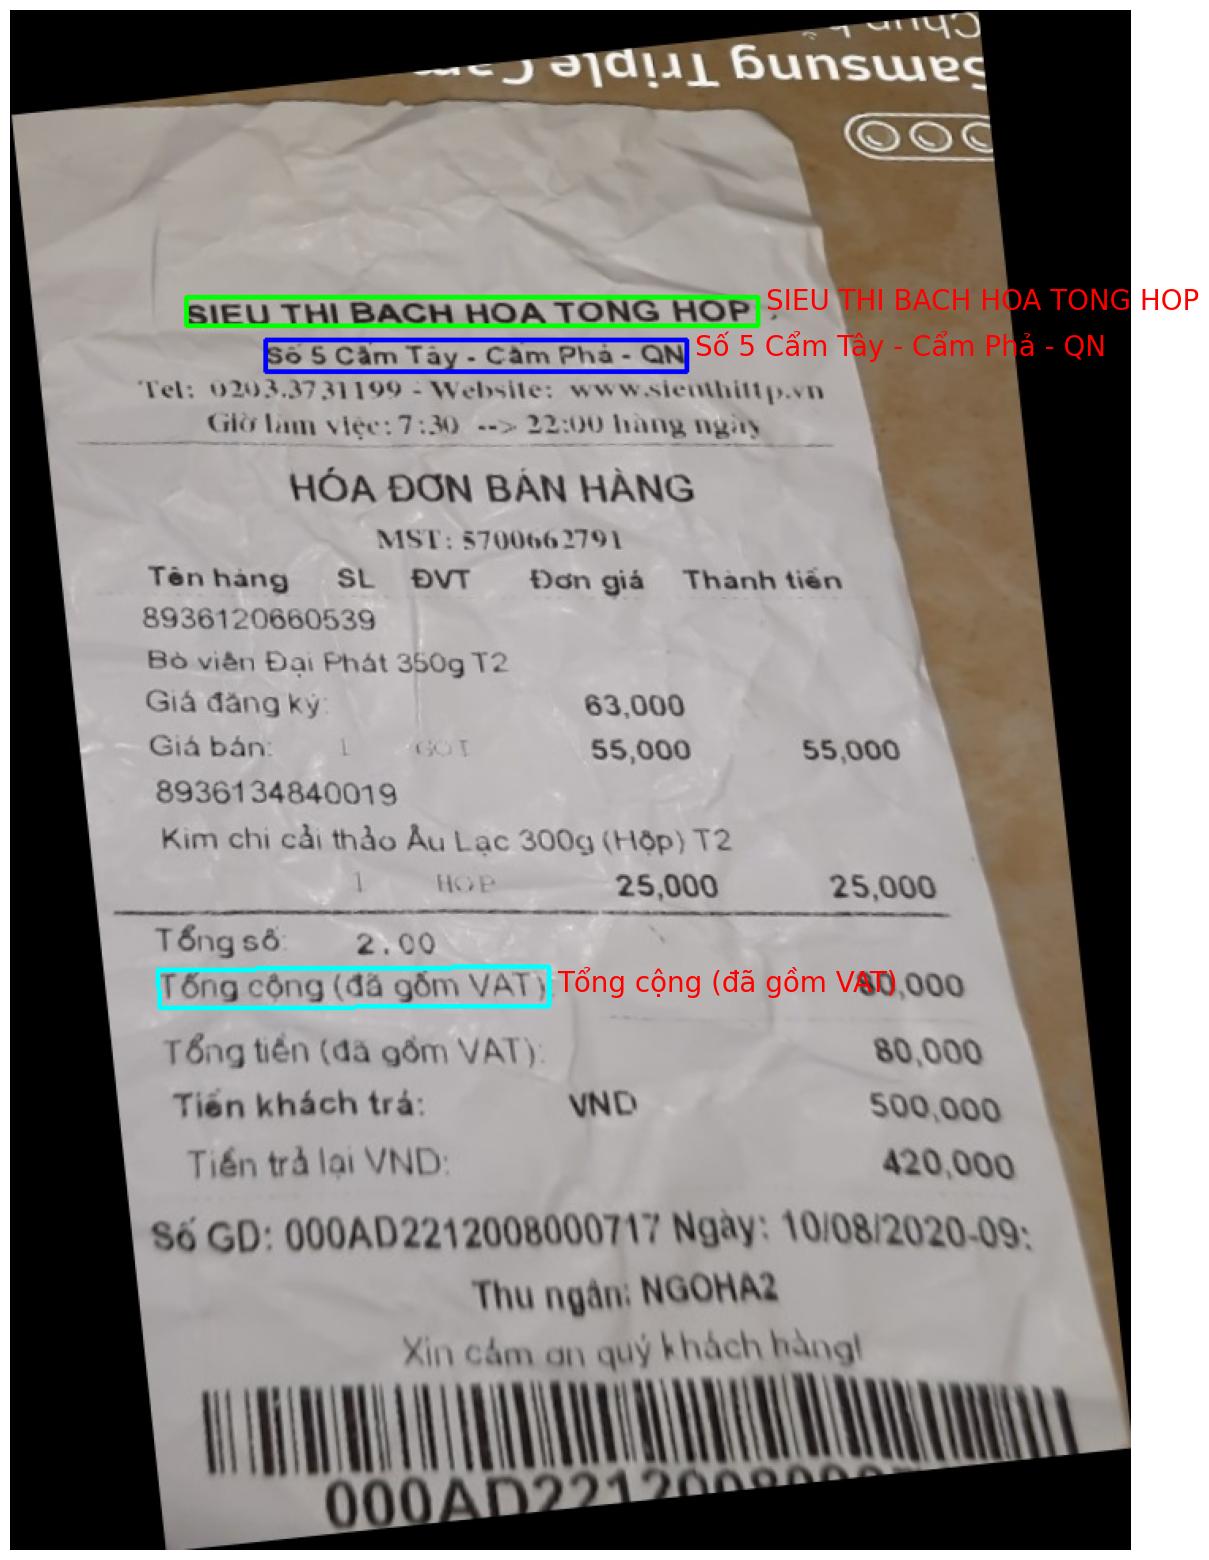 Samsung Triple Cam
SIEU THI BACH HOA TONG HOP SIEU THI BACH HOA TONG HOP
Số 5 Cẩm Tây - Cẩm Phả - QN Số 5 Cẩm Tây - Cẩm Phả - QN
Tel: 0203.3731199 - Website: www.sieuthittp.vn
Giờ làm việc: 7:30 --> 22:00 hàng ngày
HÓA ĐƠN BÁN HÀNG
MST: 5700662791
Tên hàng SL ĐVT Đơn giá Thành tiền
8936120660539
Bò viên Đại Phát 350g T2
Giá đăng ký: 63,000
Giá bán: 1 GOI 55,000 55,000
8936134840019
Kim chi cải thảo Âu Lạc 300g (Hộp) T2
1 HOP 25,000 25,000
Tổng số: 2.00
Tổng cộng (đã gồm VAT): Tổng cộng (đã gồm VAT) 80,000
Tổng tiền (đã gồm VAT): 80,000
Tiền khách trả: VND 500,000
Tiền trả lại VND: 420,000
Số GD: 000AD2212008000717 Ngày: 10/08/2020-09:
Thu ngân: NGOHA2
Xin cảm ơn quý khách hàng!